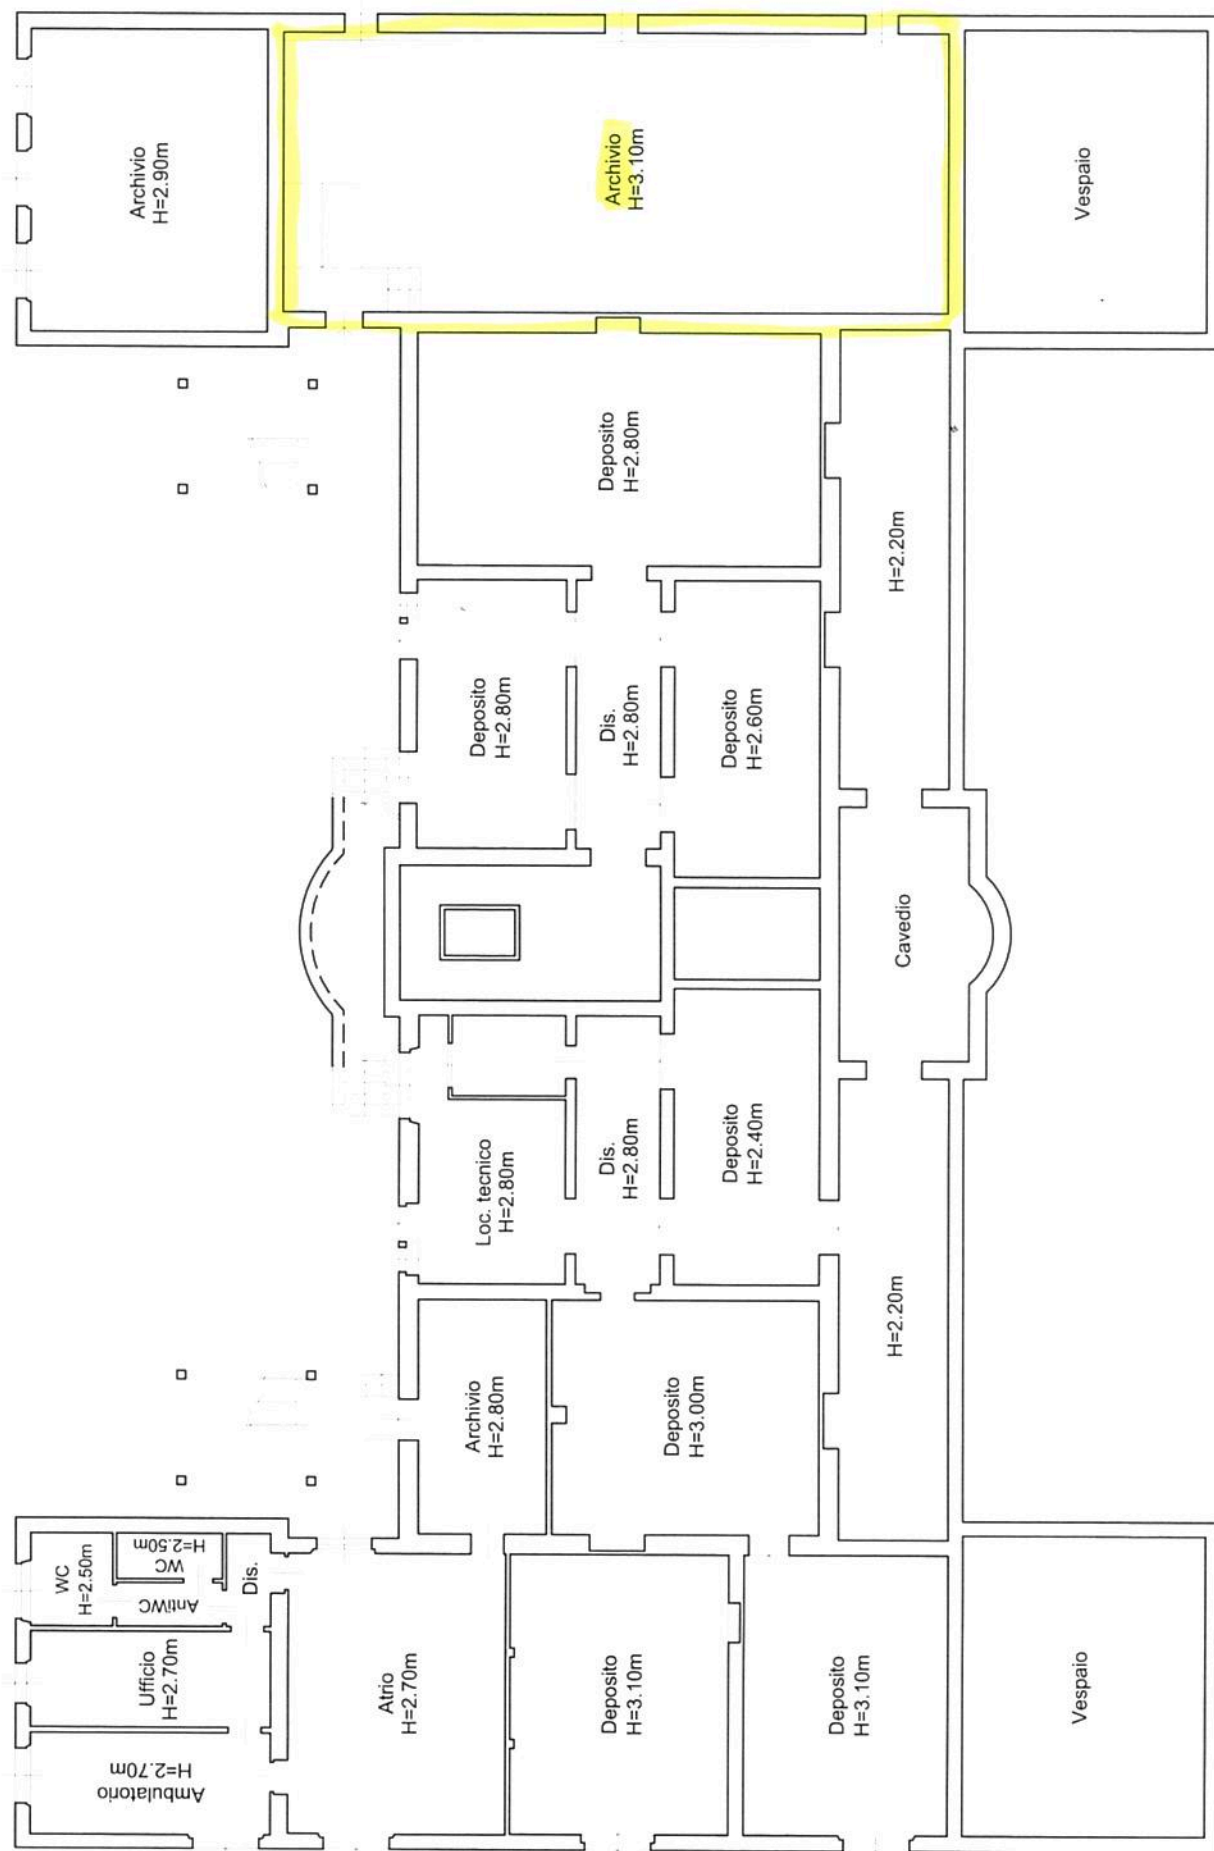 Archivio
H=2.90m
Archivio
H=3.10m
Vespaio
Deposito
H=2.80m
Deposito
H=2.80m
Dis.
H=2.80m
Deposito
H=2.60m
H=2.20m
Cavedio
Loc. tecnico
H=2.80m
Dis.
H=2.80m
Deposito
H=2.40m
H=2.20m
Archivio
H=2.80m
Deposito
H=3.00m
WC
H=2.50m
WC
H=2.50m
AntiWC
Dis.
Ufficio
H=2.70m
Ambulatorio
H=2.70m
Atrio
H=2.70m
Deposito
H=3.10m
Deposito
H=3.10m
Vespaio